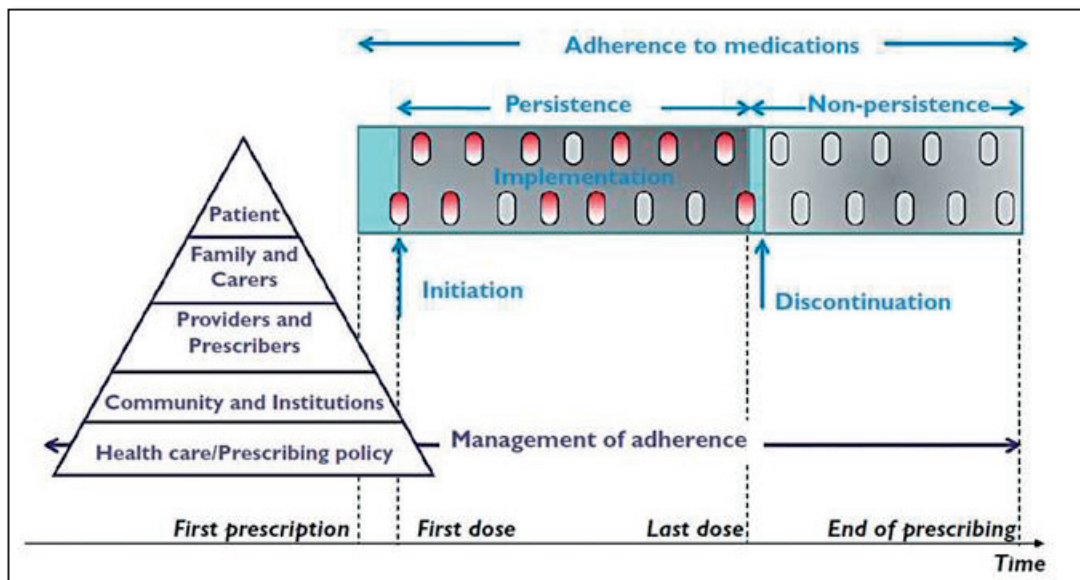 Adherence to medications
Persistence
Non-persistence
Implementation
Patient
Family and
Carers
Initiation
Discontinuation
Providers and
Prescribers
Community and Institutions
Management of adherence
Health care/Prescribing policy
First prescription
First dose
Last dose
End of prescribing
Time